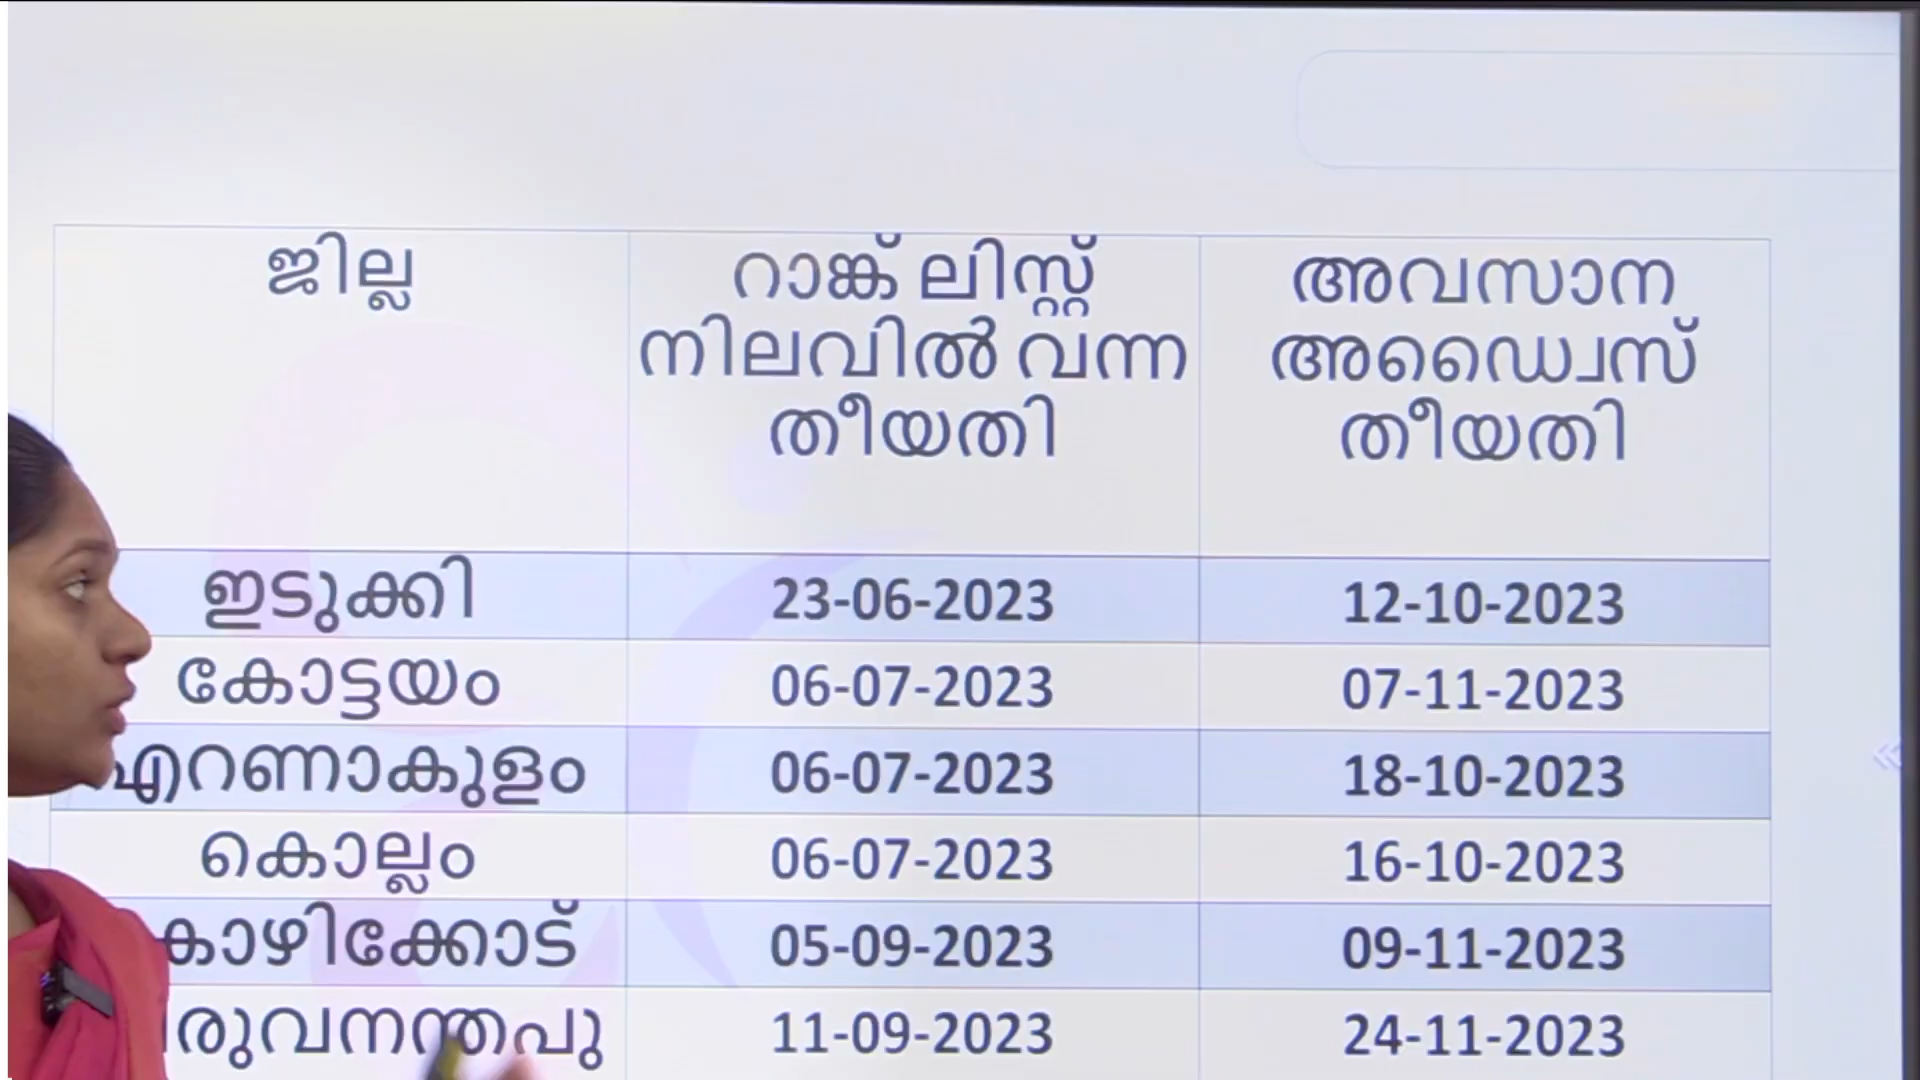 ജില്ല
റാങ്ക് ലിസ്റ്റ്
നിലവിൽ വന്ന
തീയതി
അവസാന
അഡ്വൈസ്
തീയതി
ഇടുക്കി 23-06-2023 12-10-2023
കോട്ടയം 06-07-2023 07-11-2023
എറണാകുളം 06-07-2023 18-10-2023
കൊല്ലം 06-07-2023 16-10-2023
കാഴിക്കോട് 05-09-2023 09-11-2023
രുവനന്തപു 11-09-2023 24-11-2023